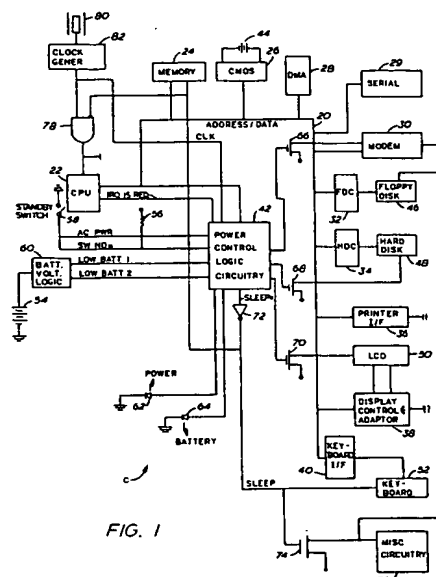 80
CLOCK GENER
82
24
MEMORY
44
26
CMOS
28
DMA
29
SERIAL
ADDRESS/DATA
20
CLK
78
66
MODEM
30
22
CPU
IRQ 15 REQ
42
56
STANDBY SWITCH
58
AC PWR
SW NO*
POWER CONTROL LOGIC CIRCUITRY
FDC
32
FLOPPY DISK
46
HDC
34
HARD DISK
48
60
BATT. VOLT. LOGIC
LOW BATT 1
LOW BATT 2
54
68
SLEEP*
72
PRINTER I/F
36
70
LCD
50
POWER
62
64
BATTERY
DISPLAY CONTROL & ADAPTOR
38
C
KEY-BOARD I/F
40
KEY-BOARD
52
SLEEP
FIG. 1
74
MISC CIRCUITRY